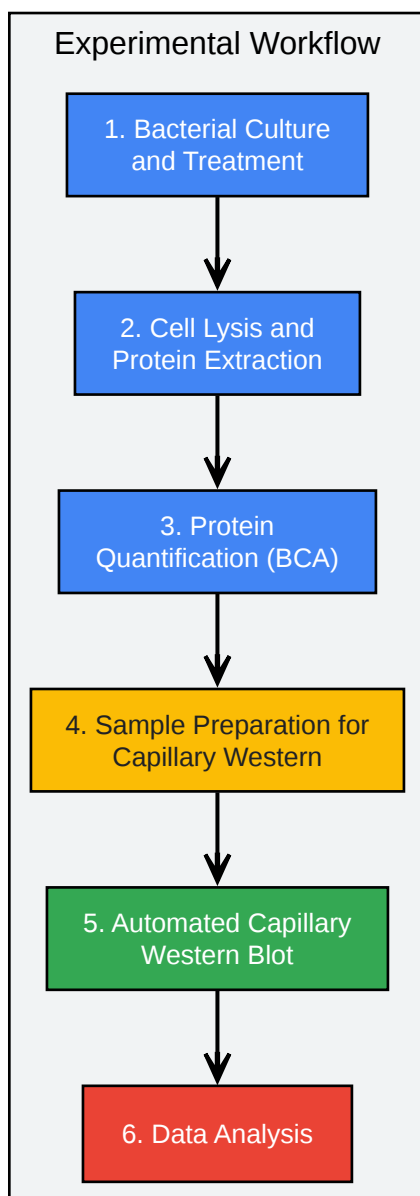 Experimental Workflow
1. Bacterial Culture
and Treatment
2. Cell Lysis and
Protein Extraction
3. Protein
Quantification (BCA)
4. Sample Preparation for
Capillary Western
5. Automated Capillary
Western Blot
6. Data Analysis